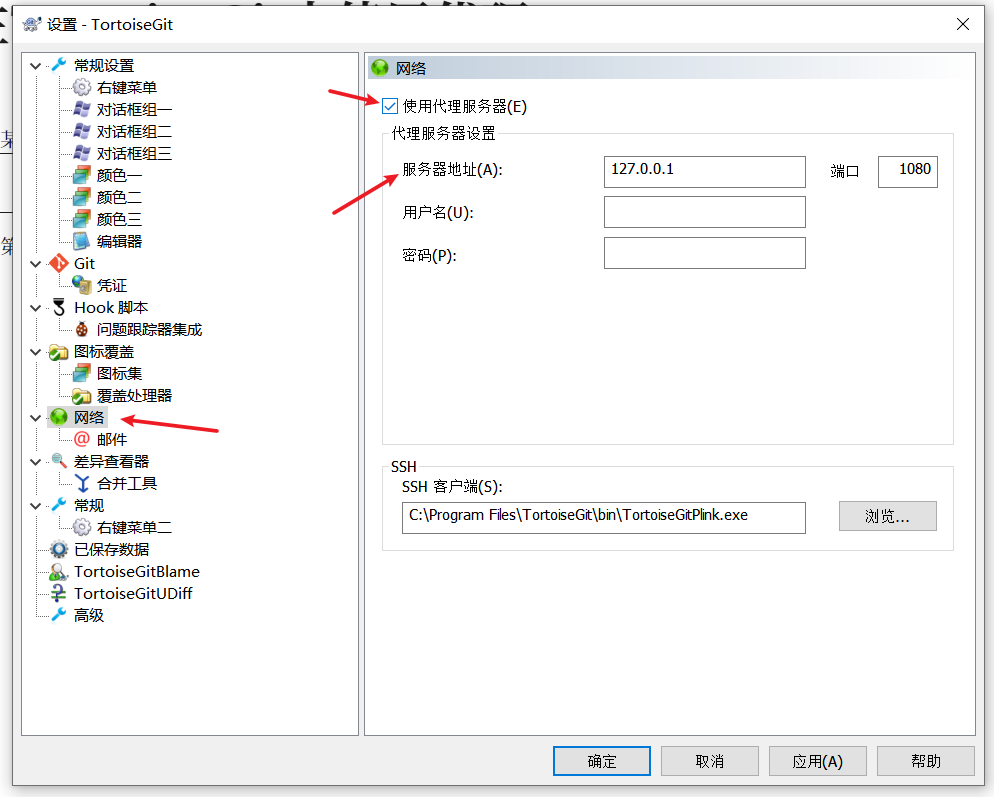 设置 - TortoiseGit
常规设置
右键菜单
对话框组一
对话框组二
对话框组三
颜色一
颜色二
颜色三
编辑器
Git
凭证
Hook 脚本
问题跟踪器集成
图标覆盖
图标集
覆盖处理器
网络
邮件
差异查看器
合并工具
常规
右键菜单二
已保存数据
TortoiseGitBlame
TortoiseGitUDiff
高级
网络
使用代理服务器(E)
代理服务器设置
服务器地址(A): 127.0.0.1 端口 1080
用户名(U):
密码(P):
SSH
SSH 客户端(S):
C:\Program Files\TortoiseGit\bin\TortoiseGitPlink.exe 浏览...
确定 取消 应用(A) 帮助